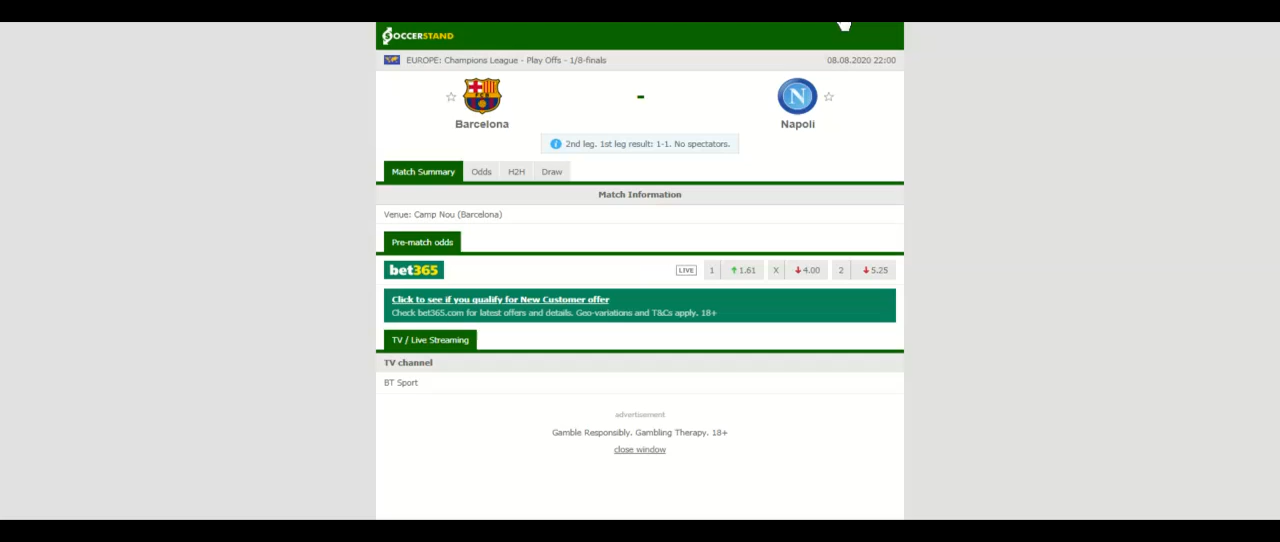 SOCCERSTAND
EUROPE: Champions League - Play Offs - 1/8-finals 08.08.2020 22:00
N
-
Barcelona Napoli
i 2nd leg. 1st leg result: 1-1. No spectators.
Match Summary Odds H2H Draw
Match Information
Venue: Camp Nou (Barcelona)
Pre-match odds
bet365 LIVE 1 1.61 X 4.00 2 5.25
Click to see if you qualify for New Customer offer
Check bet365.com for latest offers and details. Geo-variations and T&Cs apply. 18+
TV / Live Streaming
TV channel
BT Sport
advertisement
Gamble Responsibly. Gambling Therapy. 18+
close window